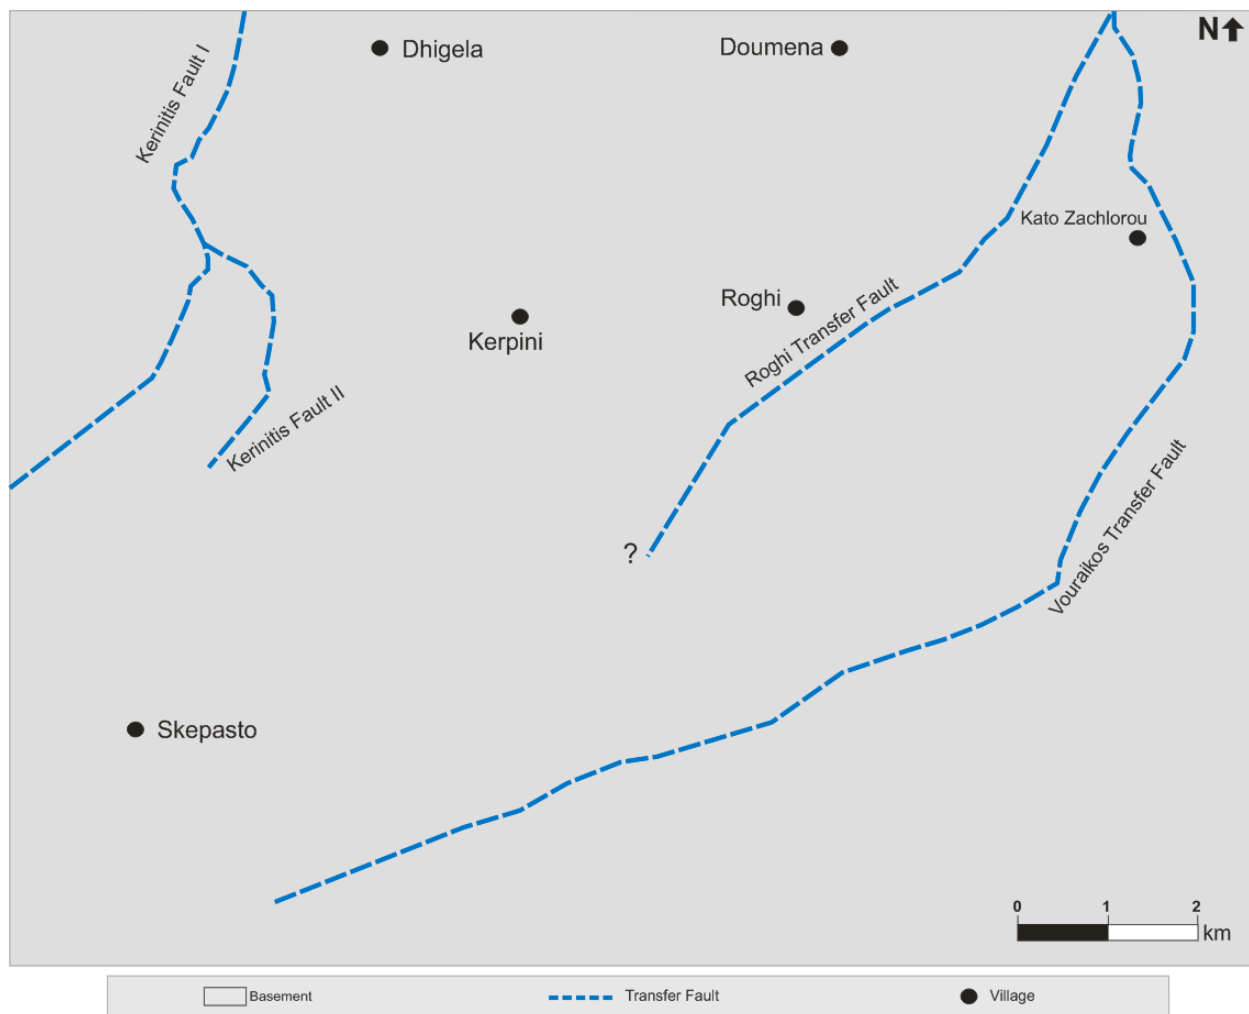 N
Dhigela
Doumena
Kerinitis Fault I
Kato Zachlorou
Roghi
Roghi Transfer Fault
Kerpini
Kerinitis Fault II
Vouraikos Transfer Fault
?
Skepasto
0 1 2
km
Basement
Transfer Fault
Village